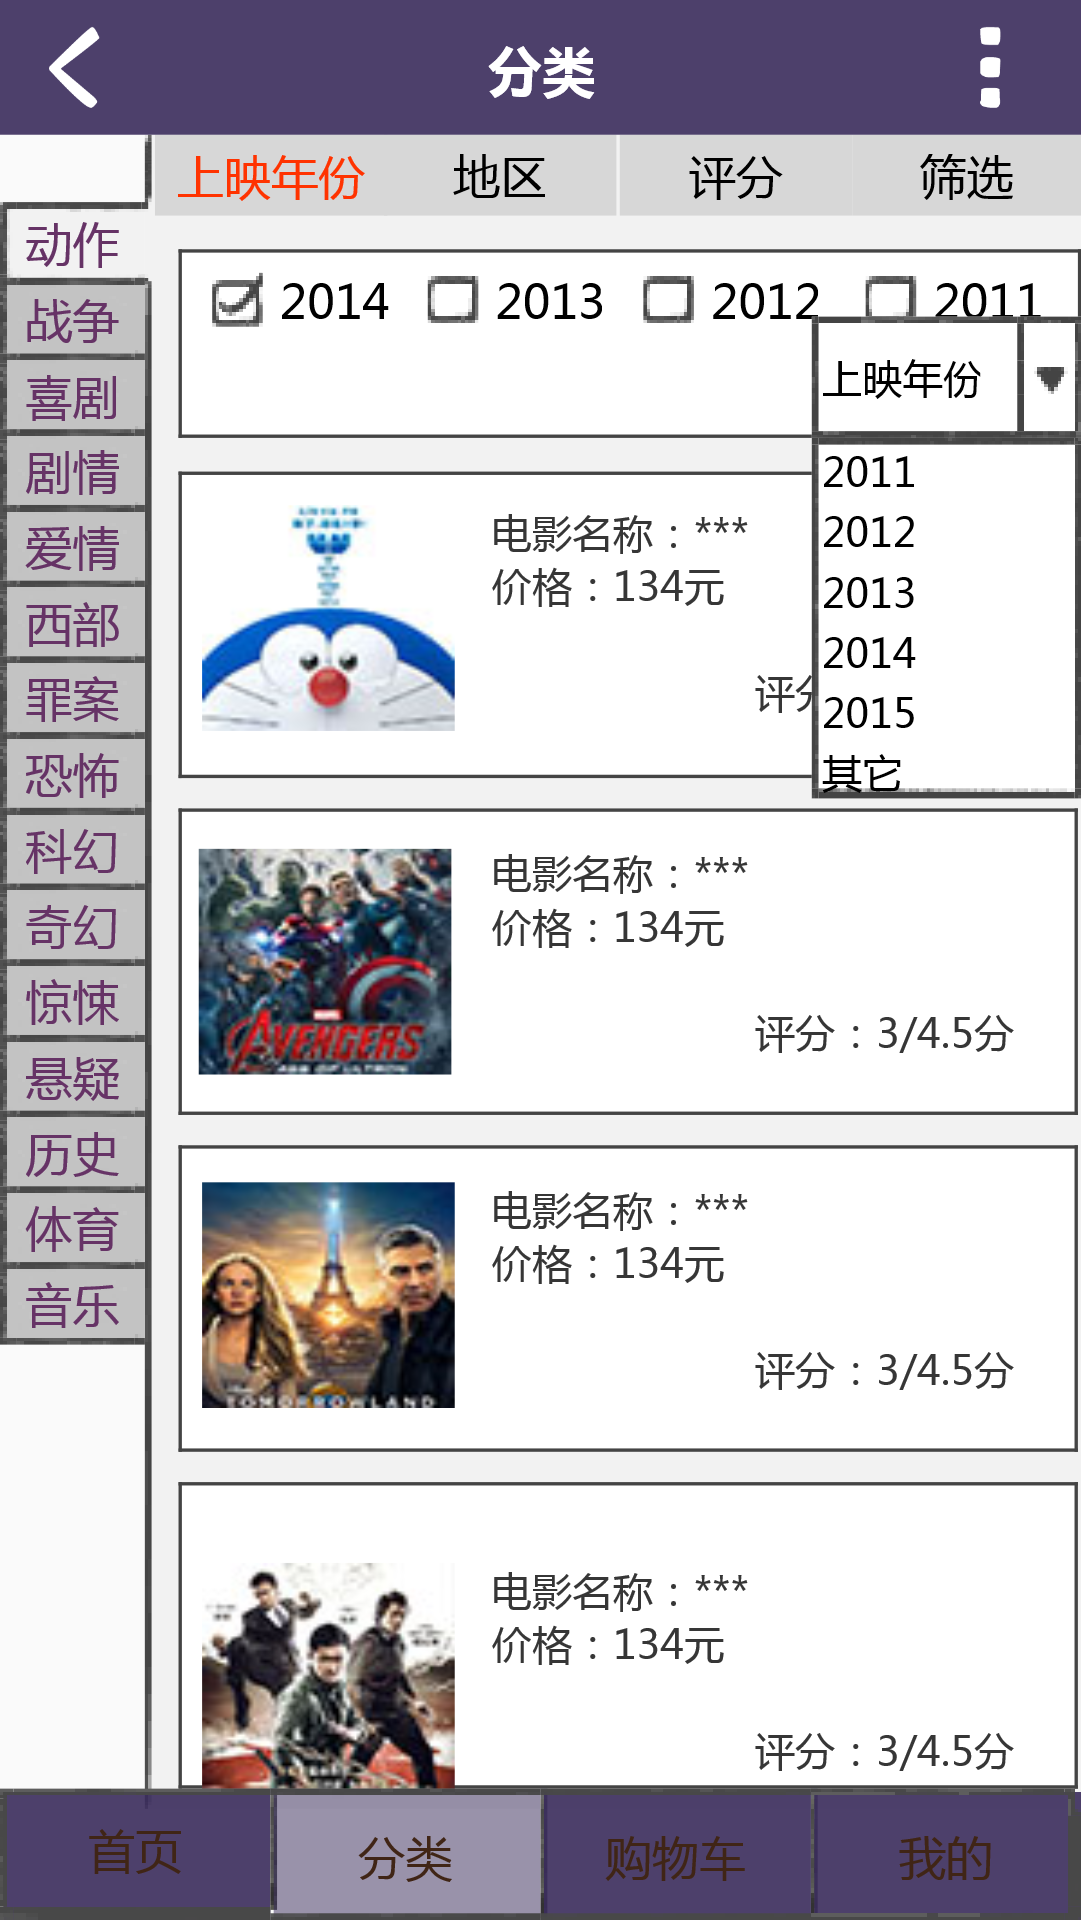 分类
上映年份 地区 评分 筛选
动作
战争
喜剧
剧情
爱情
西部
罪案
恐怖
科幻
奇幻
惊悚
悬疑
历史
体育
音乐
2014 2013 2012 2011
上映年份
2011
2012
2013
2014
2015
其它
电影名称：***
价格：134元
评分
电影名称：***
价格：134元
评分：3/4.5分
AVENGERS
电影名称：***
价格：134元
评分：3/4.5分
TOMORROWLAND
电影名称：***
价格：134元
评分：3/4.5分
首页 分类 购物车 我的